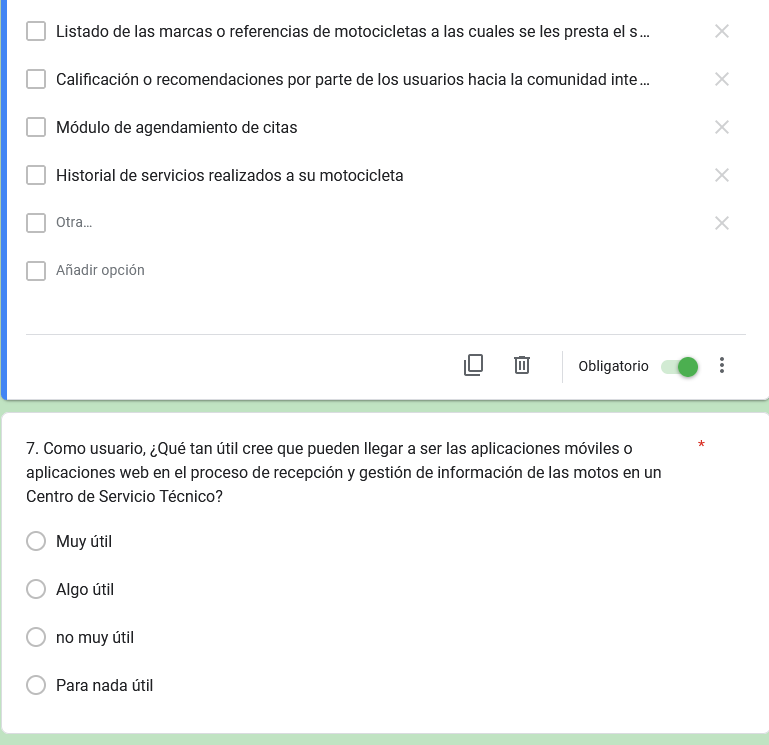 Listado de las marcas o referencias de motocicletas a las cuales se les presta el s...
Calificación o recomendaciones por parte de los usuarios hacia la comunidad inte...
Módulo de agendamiento de citas
Historial de servicios realizados a su motocicleta
Otra...
Añadir opción
Obligatorio
7. Como usuario, ¿Qué tan útil cree que pueden llegar a ser las aplicaciones móviles o *
aplicaciones web en el proceso de recepción y gestión de información de las motos en un
Centro de Servicio Técnico?
Muy útil
Algo útil
no muy útil
Para nada útil